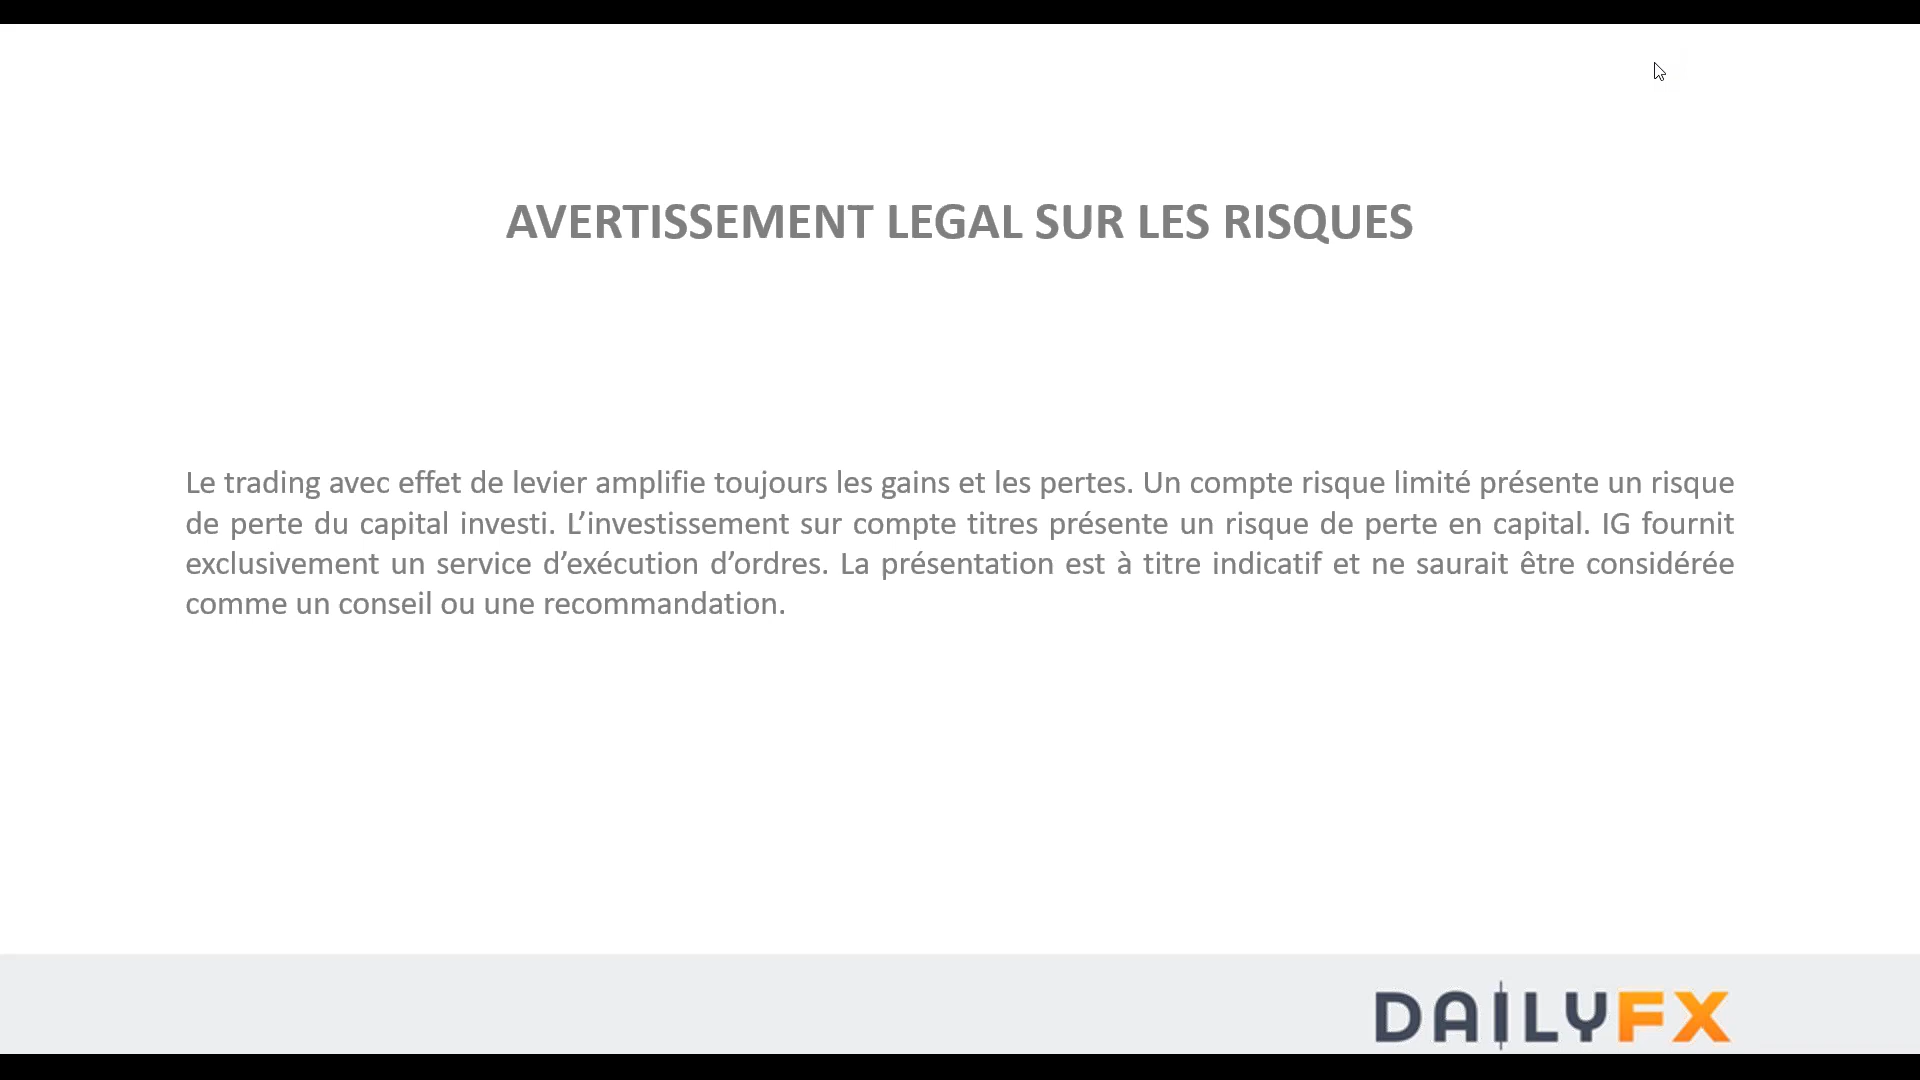 AVERTISSEMENT LEGAL SUR LES RISQUES
Le trading avec effet de levier amplifie toujours les gains et les pertes. Un compte risque limité présente un risque
de perte du capital investi. L’investissement sur compte titres présente un risque de perte en capital. IG fournit
exclusivement un service d’exécution d’ordres. La présentation est à titre indicatif et ne saurait être considérée
comme un conseil ou une recommandation.
DAILYFX